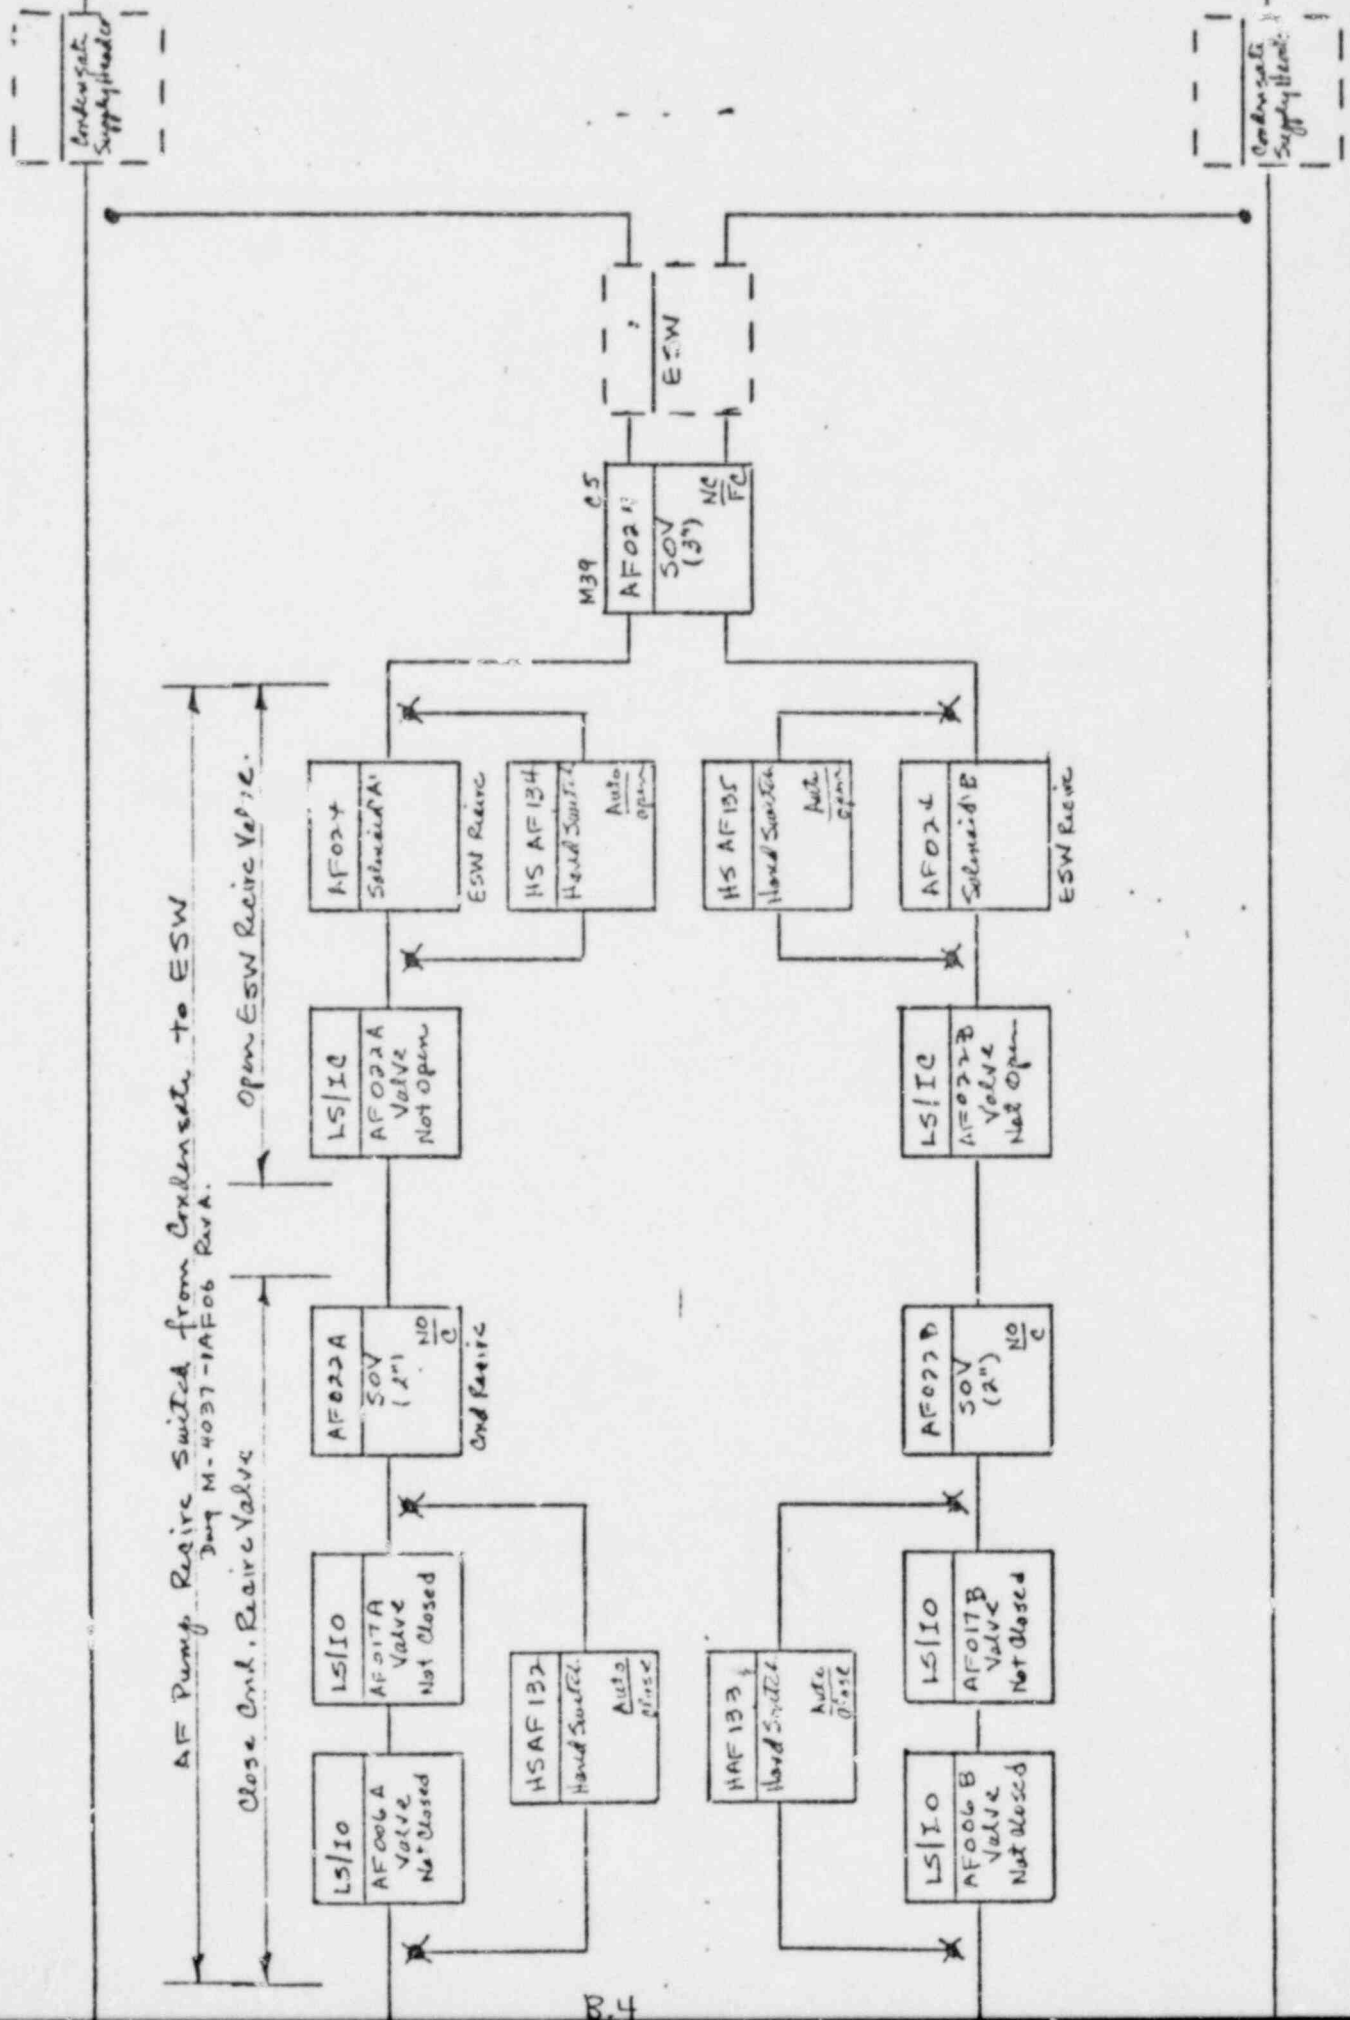 Condensate
Supply Header
Condensate
Supply Head
AF Pump Recirc Switch from Condensate to ESW
Dwg M-4037-1AF06 Rev A.
Close Cnd. Recirc Valve
Open ESW Recirc Valve.
LS/IO
AF006A
Valve
Not Closed
LS/IO
AF017A
Valve
Not Closed
AF022A
SOV
(2")
NO
C
Cnd Recirc
LS/IC
AF022A
Valve
Not Open
AF024
Solenoid 'A'
ESW Recirc
HSAF132
Hand Switch
Auto
close
HS AF134
Hand Switch
Auto
open
M39 C5
SOV
(3")
NC
FC
ESW
HAF133
Hand Switch
Auto
close
HS AF135
Hand Switch
Auto
open
LS/IO
AF006B
Valve
Not Closed
LS/IO
AF017B
Valve
Not Closed
AF022B
SOV
(2")
NO
C
LS/IC
AF022B
Valve
Not Open
AF024
Solenoid 'B'
ESW Recirc